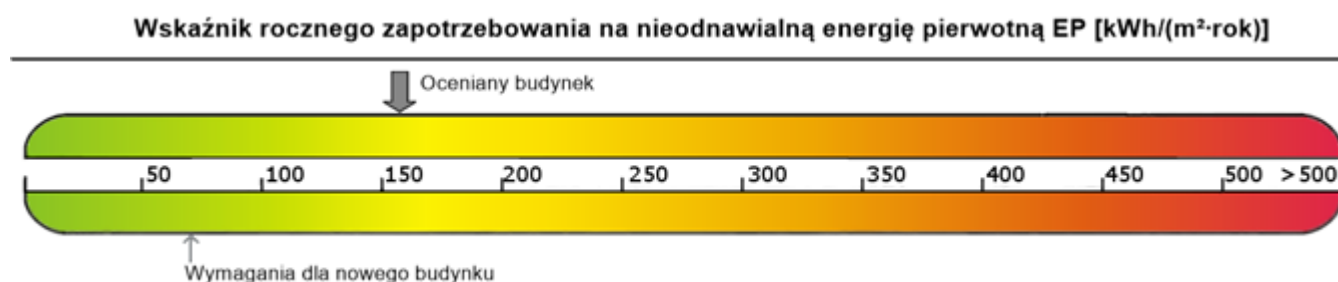 Wskaźnik rocznego zapotrzebowania na nieodnawialną energię pierwotną EP [kWh/(m²·rok)]
Oceniany budynek
50 100 150 200 250 300 350 400 450 500 >500
Wymagania dla nowego budynku